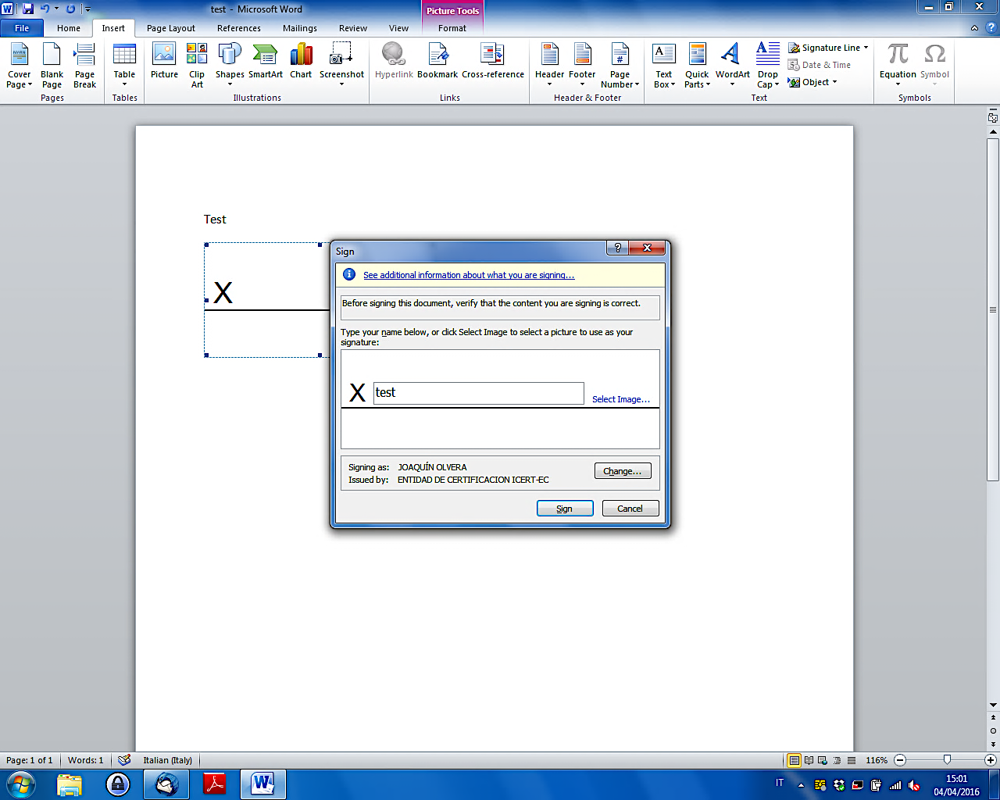 test - Microsoft Word
Picture Tools
File Home Insert Page Layout References Mailings Review View Format
Cover Page Blank Page Page Break
Table
Picture Clip Art Shapes SmartArt Chart Screenshot
Hyperlink Bookmark Cross-reference
Header Footer Page Number
Text Box Quick Parts WordArt Drop Cap
Signature Line
Date & Time
Object
Equation Symbol
Pages Tables Illustrations Links Header & Footer Text Symbols
Test
X
Sign
See additional information about what you are signing...
Before signing this document, verify that the content you are signing is correct.
Type your name below, or click Select Image to select a picture to use as your
signature:
X test
Select Image...
Signing as: JOAQUÍN OLVERA
Issued by: ENTIDAD DE CERTIFICACION ICERT-EC
Change...
Sign Cancel
Page: 1 of 1 Words: 1 Italian (Italy) 116%
IT 15:01
04/04/2016